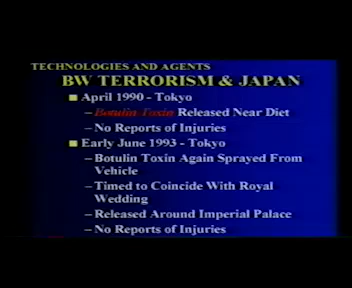 TECHNOLOGIES AND AGENTS
BW TERRORISM & JAPAN
April 1990 - Tokyo
– Botulin Toxin Released Near Diet
– No Reports of Injuries
Early June 1993 - Tokyo
– Botulin Toxin Again Sprayed From
Vehicle
– Timed to Coincide With Royal
Wedding
– Released Around Imperial Palace
– No Reports of Injuries